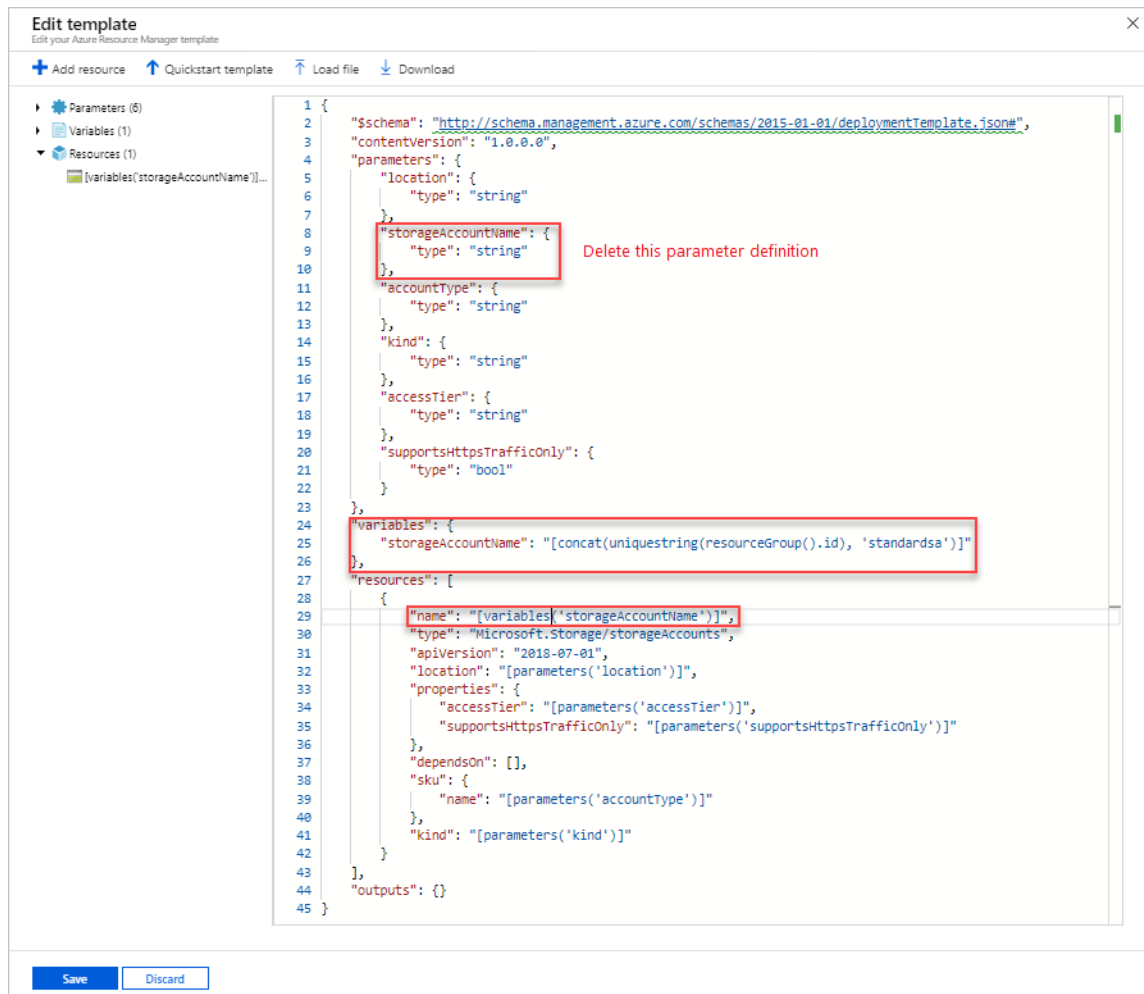 Edit template
Edit your Azure Resource Manager template
Add resource Quickstart template Load file Download
Parameters (6)
Variables (1)
Resources (1)
[variables('storageAccountName')]...
1 {
2 "$schema": "http://schema.management.azure.com/schemas/2015-01-01/deploymentTemplate.json#",
3 "contentVersion": "1.0.0.0",
4 "parameters": {
5 "location": {
6 "type": "string"
7 },
8 "storageAccountName": {
9 "type": "string"
Delete this parameter definition
10 },
11 "accountType": {
12 "type": "string"
13 },
14 "kind": {
15 "type": "string"
16 },
17 "accessTier": {
18 "type": "string"
19 },
20 "supportsHttpsTrafficOnly": {
21 "type": "bool"
22 }
23 },
24 "variables": {
25 "storageAccountName": "[concat(uniquestring(resourceGroup().id), 'standardsa')]"
26 },
27 "resources": [
28 {
29 "name": "[variables('storageAccountName')]",
30 "type": "Microsoft.Storage/storageAccounts",
31 "apiVersion": "2018-07-01",
32 "location": "[parameters('location')]",
33 "properties": {
34 "accessTier": "[parameters('accessTier')]",
35 "supportsHttpsTrafficOnly": "[parameters('supportsHttpsTrafficOnly')]"
36 },
37 "dependsOn": [],
38 "sku": {
39 "name": "[parameters('accountType')]"
40 },
41 "kind": "[parameters('kind')]"
42 }
43 ],
44 "outputs": {}
45 }
Save Discard